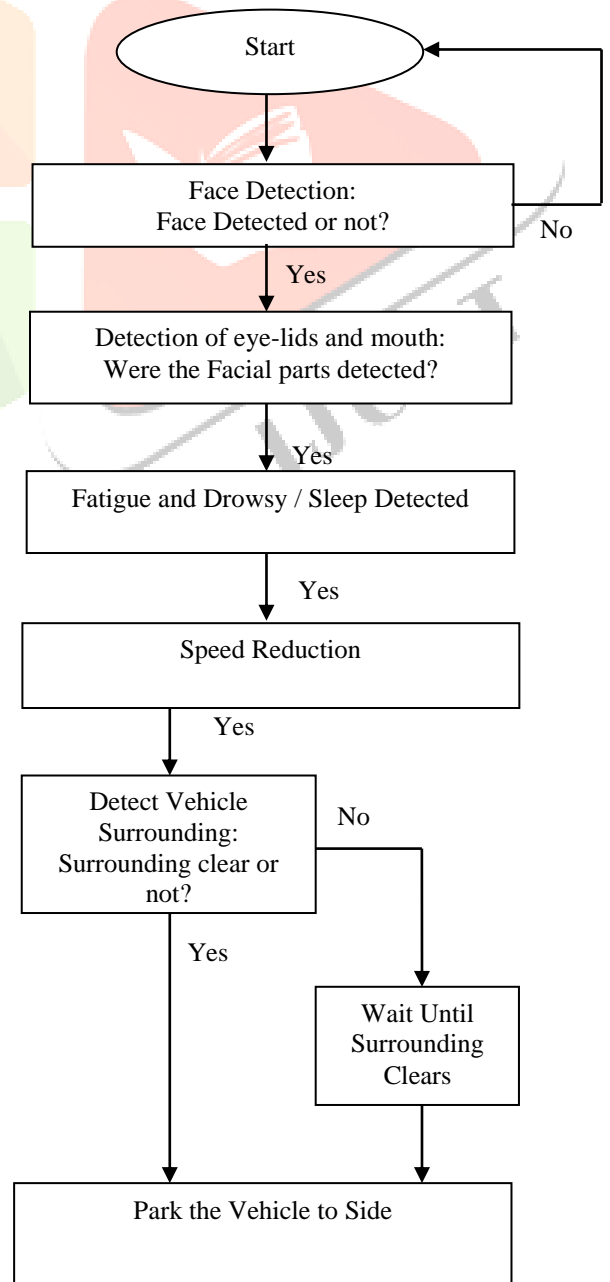 Start
Face Detection:
Face Detected or not?
No
Yes
Detection of eye-lids and mouth:
Were the Facial parts detected?
Yes
Fatigue and Drowsy / Sleep Detected
Yes
Speed Reduction
Yes
Detect Vehicle
Surrounding:
Surrounding clear or
not?
No
Yes
Wait Until
Surrounding
Clears
Park the Vehicle to Side